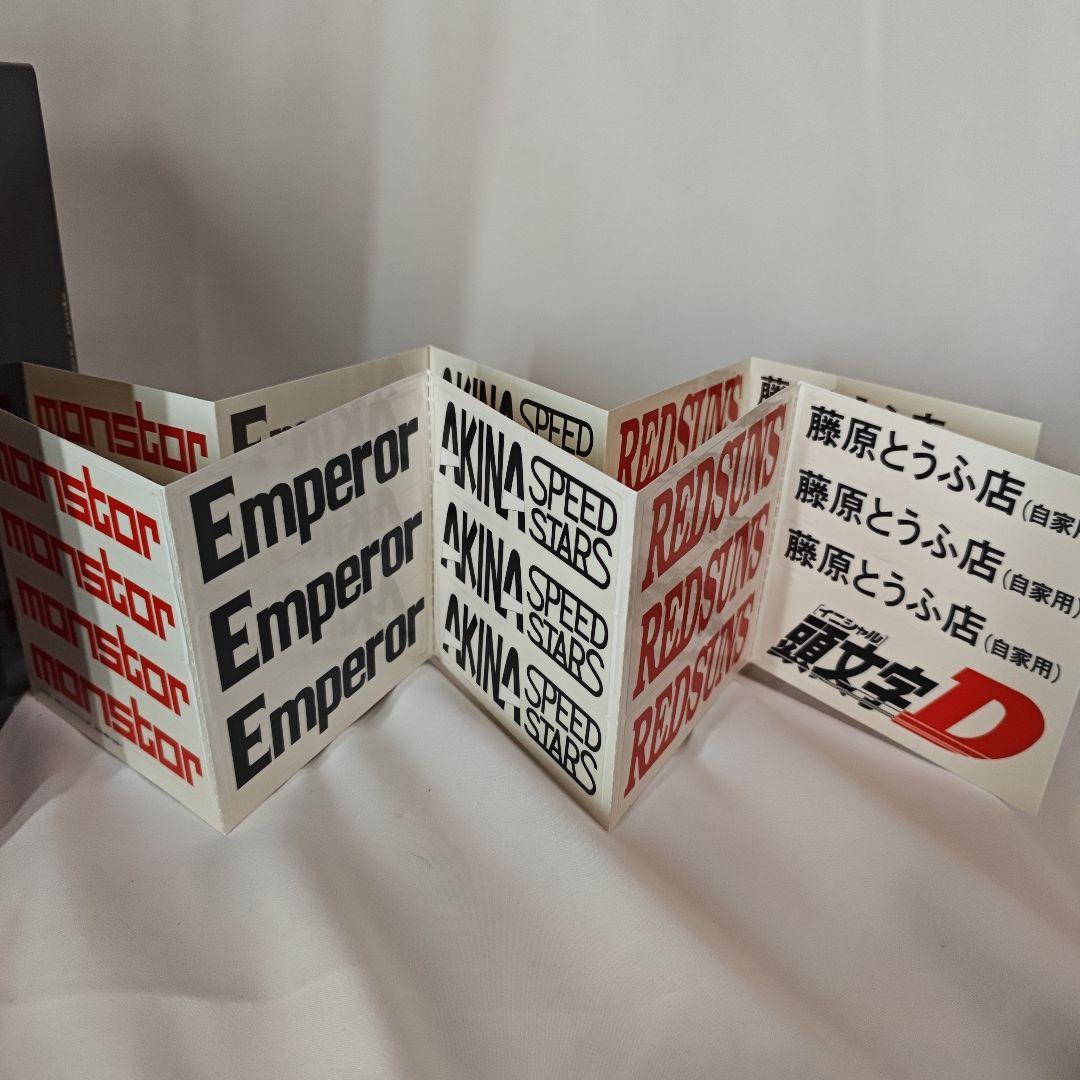 monstor
Emperor
AKINA SPEED
REDSUNS
monstor
monstor
monstor
monstor
Emperor
Emperor
Emperor
AKINA SPEED STARS
AKINA SPEED STARS
AKINA SPEED STARS
REDSUNS
REDSUNS
REDSUNS
REDSUNS
藤原とうふ店(自家用
藤原とうふ店(自家用)
藤原とうふ店(自家用)
[イニシャル]
頭文字D